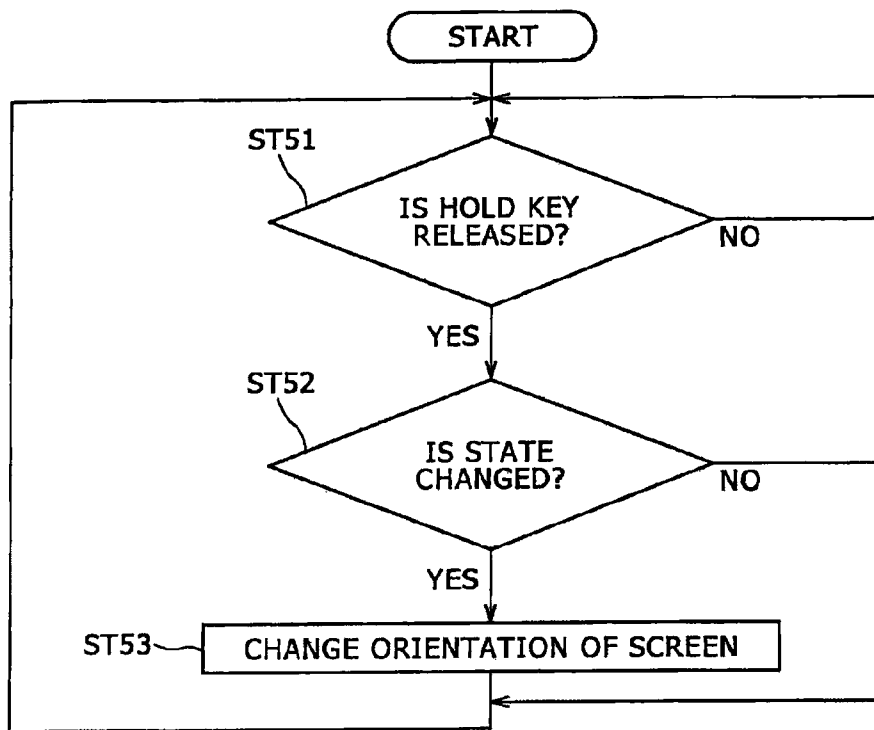 START
ST51
IS HOLD KEY
RELEASED?
NO
YES
ST52
IS STATE
CHANGED?
NO
YES
ST53
CHANGE ORIENTATION OF SCREEN